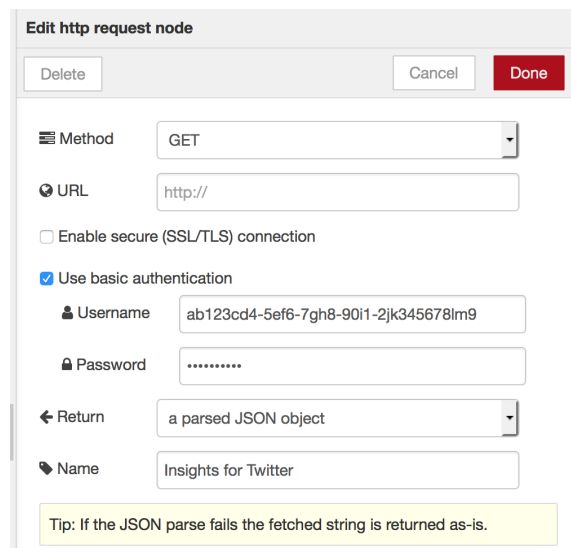 Edit http request node
Delete Cancel Done
Method GET
URL http://
Enable secure (SSL/TLS) connection
Use basic authentication
Username ab123cd4-5ef6-7gh8-90i1-2jk345678lm9
Password ••••••••••
Return a parsed JSON object
Name Insights for Twitter
Tip: If the JSON parse fails the fetched string is returned as-is.